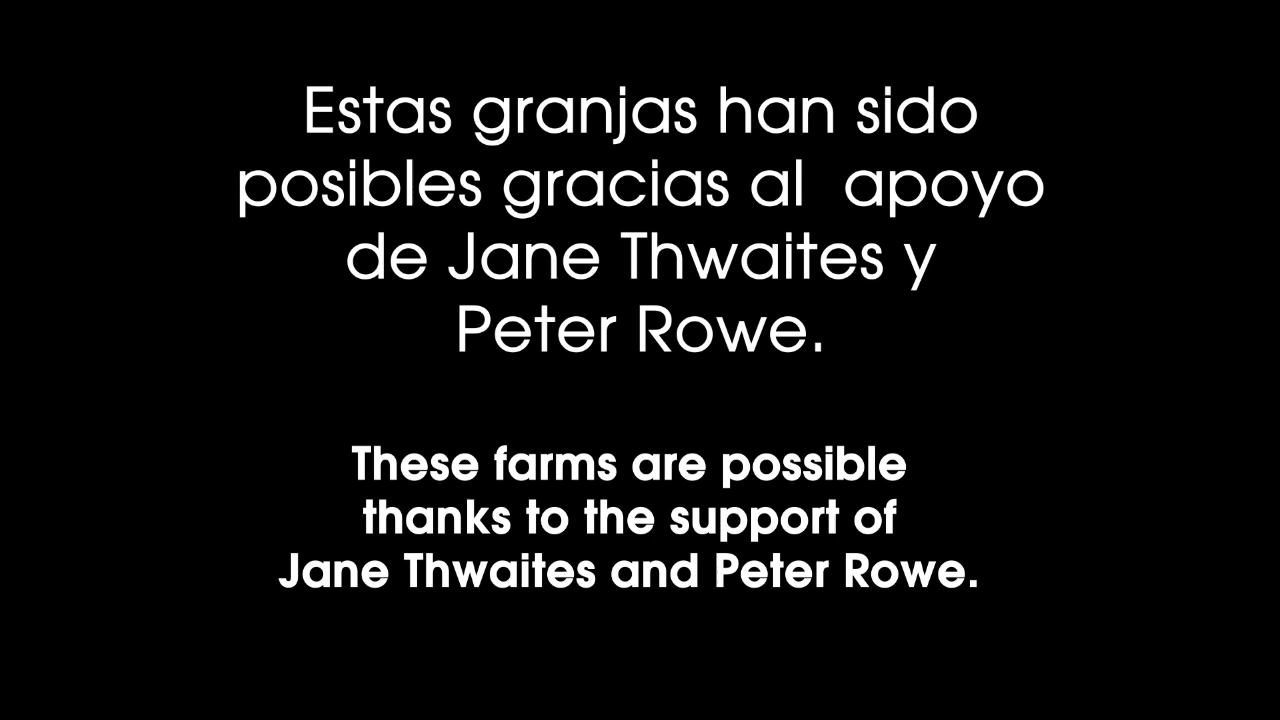 Estas granjas han sido
posibles gracias al  apoyo
de Jane Thwaites y
Peter Rowe.
These farms are possible
thanks to the support of
Jane Thwaites and Peter Rowe.